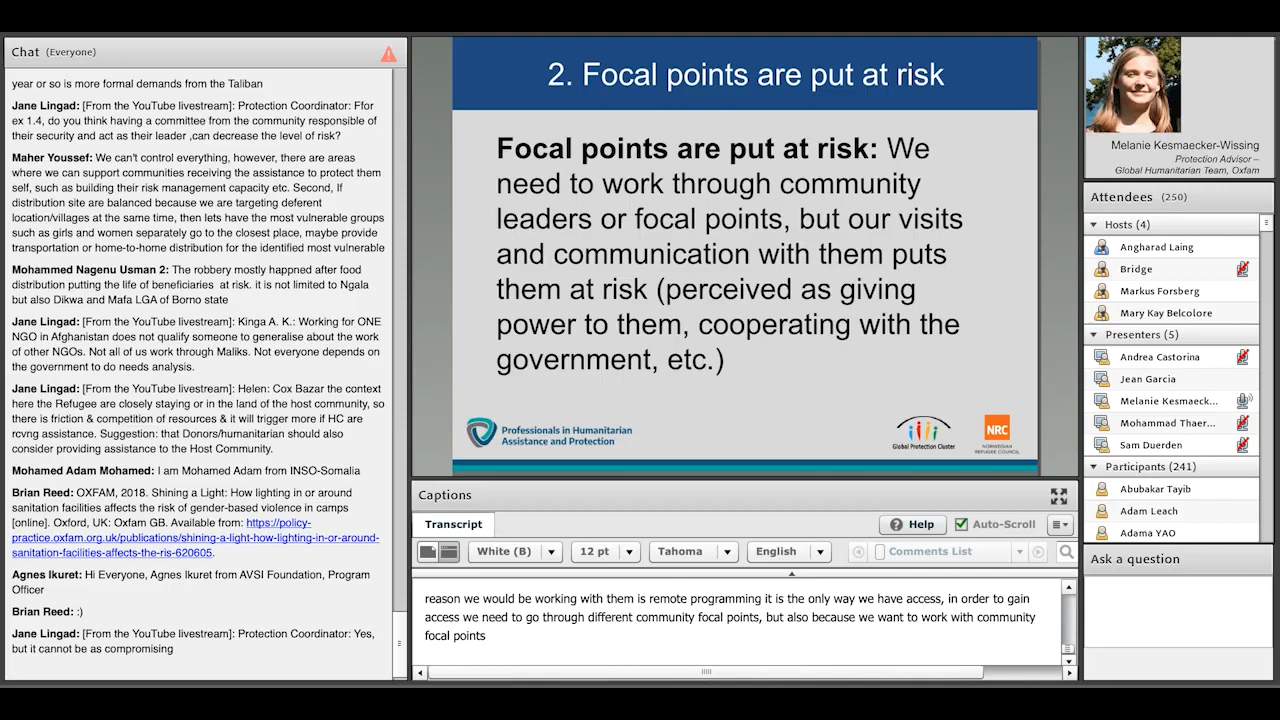 Chat (Everyone)
year or so is more formal demands from the Taliban
Jane Lingad: [From the YouTube livestream]: Protection Coordinator: Ffor
ex 1.4, do you think having a committee from the community responsible of
their security and act as their leader ,can decrease the level of risk?
Maher Youssef: We can't control everything, however, there are areas
where we can support communities receiving the assistance to protect them
self, such as building their risk management capacity etc. Second, If
distribution site are balanced because we are targeting deferent
location/villages at the same time, then lets have the most vulnerable groups
such as girls and women separately go to the closest place, maybe provide
transportation or home-to-home distribution for the identified most vulnerable
Mohammed Nagenu Usman 2: The robbery mostly happned after food
distribution putting the life of beneficiaries at risk. it is not limited to Ngala
but also Dikwa and Mafa LGA of Borno state
Jane Lingad: [From the YouTube livestream]: Kinga A. K.: Working for ONE
NGO in Afghanistan does not qualify someone to generalise about the work
of other NGOs. Not all of us work through Maliks. Not everyone depends on
the government to do needs analysis.
Jane Lingad: [From the YouTube livestream]: Helen: Cox Bazar the context
here the Refugee are closely staying or in the land of the host community, so
there is friction & competition of resources & it will trigger more if HC are
rcvng assistance. Suggestion: that Donors/humanitarian should also
consider providing assistance to the Host Community.
Mohamed Adam Mohamed: I am Mohamed Adam from INSO-Somalia
Brian Reed: OXFAM, 2018. Shining a Light: How lighting in or around
sanitation facilities affects the risk of gender-based violence in camps
[online]. Oxford, UK: Oxfam GB. Available from: https://policy-
practice.oxfam.org.uk/publications/shining-a-light-how-lighting-in-or-around-
sanitation-facilities-affects-the-ris-620605.
Agnes Ikuret: Hi Everyone, Agnes Ikuret from AVSI Foundation, Program
Officer
Brian Reed: :)
Jane Lingad: [From the YouTube livestream]: Protection Coordinator: Yes,
but it cannot be as compromising
2. Focal points are put at risk
Focal points are put at risk: We
need to work through community
leaders or focal points, but our visits
and communication with them puts
them at risk (perceived as giving
power to them, cooperating with the
government, etc.)
Professionals in Humanitarian
Assistance and Protection
Global Protection Cluster
NRC
NORWEGIAN
REFUGEE COUNCIL
Captions
Transcript
Help
Auto-Scroll
White (B)
12 pt
Tahoma
English
Comments List
reason we would be working with them is remote programming it is the only way we have access, in order to gain
access we need to go through different community focal points, but also because we want to work with community
focal points
Melanie Kesmaecker-Wissing
Protection Advisor –
Global Humanitarian Team, Oxfam
Attendees (250)
Hosts (4)
Angharad Laing
Bridge
Markus Forsberg
Mary Kay Belcolore
Presenters (5)
Andrea Castorina
Jean Garcia
Melanie Kesmaeck...
Mohammad Thaer...
Sam Duerden
Participants (241)
Abubakar Tayib
Adam Leach
Adama YAO
Ask a question